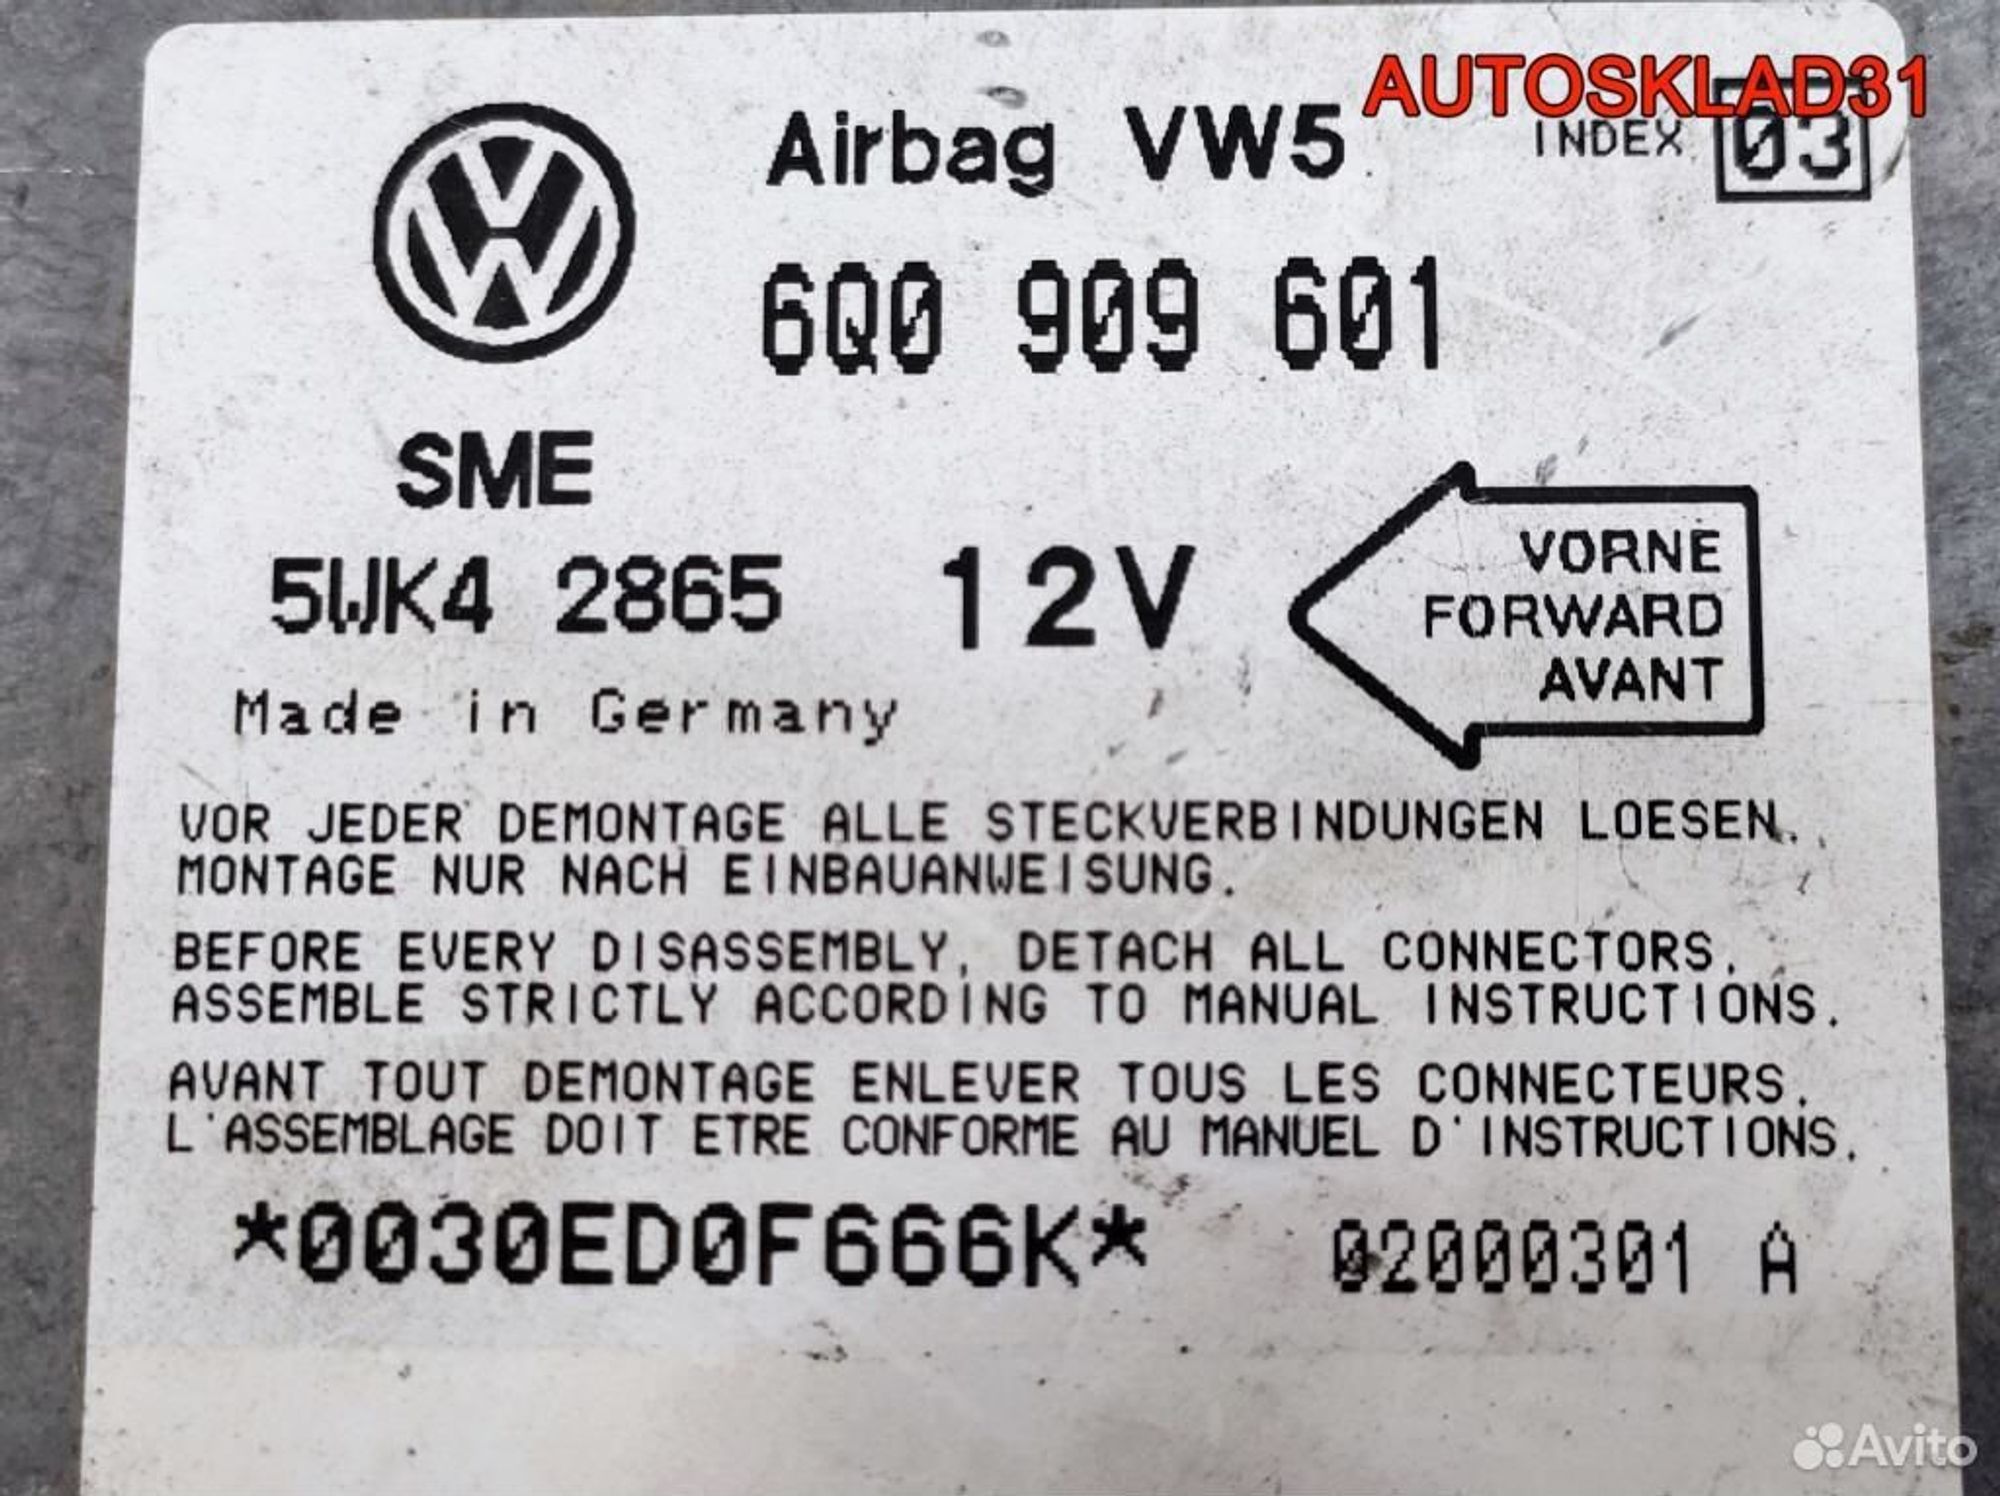 AUTOSKLAD31
Airbag VW5 INDEX 03
6Q0 909 601
SME
5WK4 2865 12V
VORNE
FORWARD
AVANT
Made in Germany
VOR JEDER DEMONTAGE ALLE STECKVERBINDUNGEN LOESEN.
MONTAGE NUR NACH EINBAUANWEISUNG.
BEFORE EVERY DISASSEMBLY, DETACH ALL CONNECTORS.
ASSEMBLE STRICTLY ACCORDING TO MANUAL INSTRUCTIONS.
AVANT TOUT DEMONTAGE ENLEVER TOUS LES CONNECTEURS.
L'ASSEMBLAGE DOIT ETRE CONFORME AU MANUEL D'INSTRUCTIONS.
*0030ED0F666K* 02000301 A
Avito